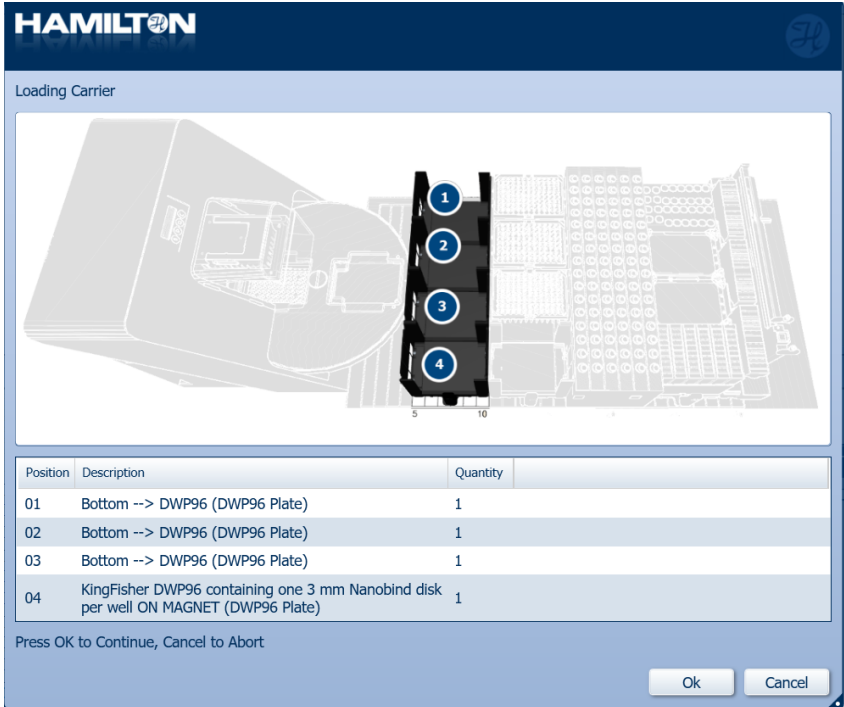 HAMILTON
Loading Carrier
1
2
3
4
5 10
Position Description Quantity
01 Bottom --> DWP96 (DWP96 Plate) 1
02 Bottom --> DWP96 (DWP96 Plate) 1
03 Bottom --> DWP96 (DWP96 Plate) 1
04 KingFisher DWP96 containing one 3 mm Nanobind disk
per well ON MAGNET (DWP96 Plate) 1
Press OK to Continue, Cancel to Abort
Ok Cancel